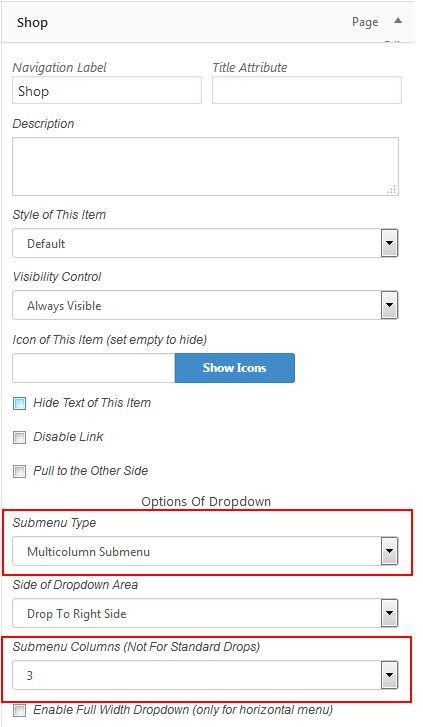 Shop Page
Navigation Label Title Attribute
Shop
Description
Style of This Item
Default
Visibility Control
Always Visible
Icon of This Item (set empty to hide)
Show Icons
Hide Text of This Item
Disable Link
Pull to the Other Side
Options Of Dropdown
Submenu Type
Multicolumn Submenu
Side of Dropdown Area
Drop To Right Side
Submenu Columns (Not For Standard Drops)
3
Enable Full Width Dropdown (only for horizontal menu)